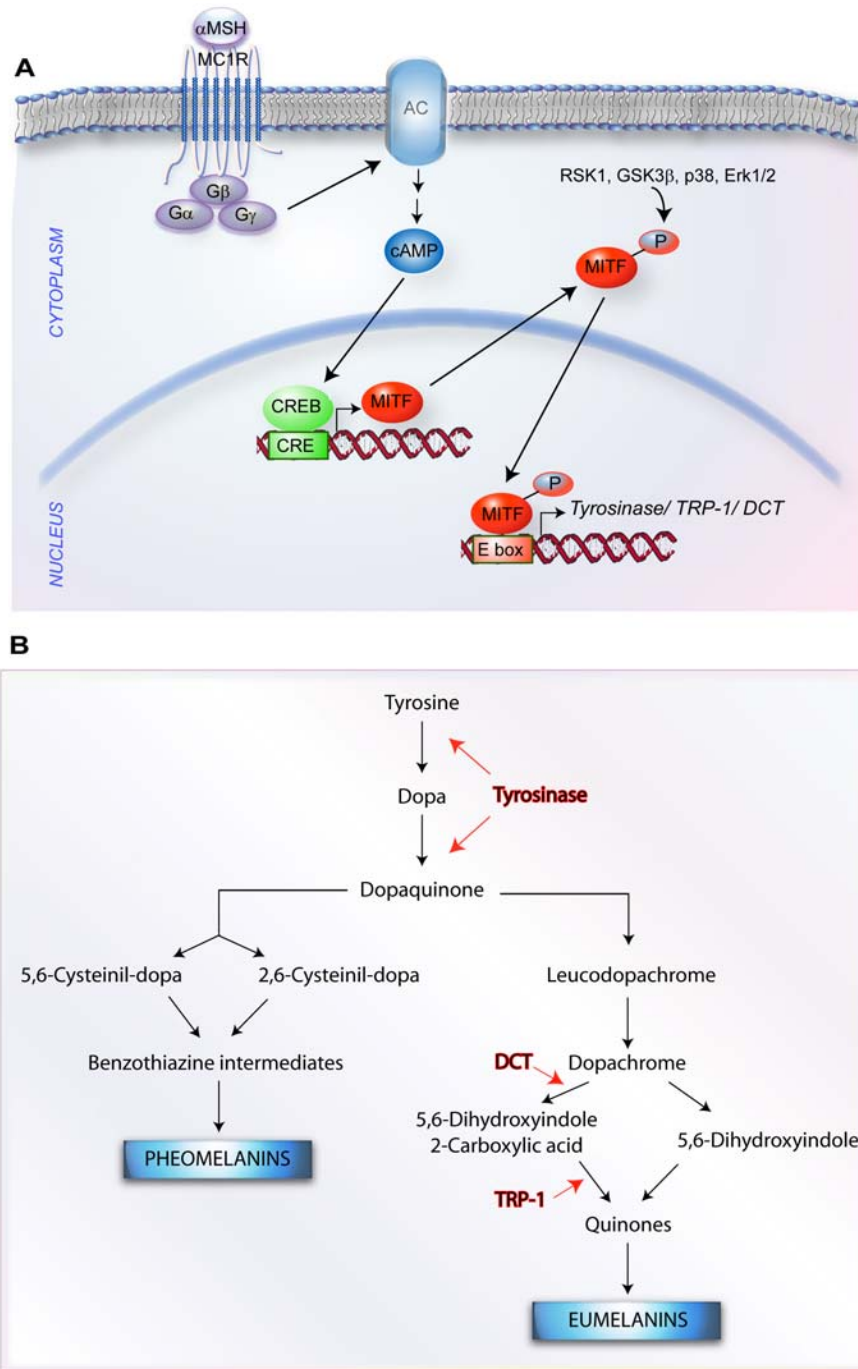 A
αMSH
MC1R
AC
Gβ
Gα
Gγ
cAMP
RSK1, GSK3β, p38, Erk1/2
P
MITF
CYTOPLASM
CREB
MITF
CRE
NUCLEUS
P
MITF
Tyrosinase/ TRP-1/ DCT
E box
B
Tyrosine
Dopa
Tyrosinase
Dopaquinone
5,6-Cysteinil-dopa
2,6-Cysteinil-dopa
Leucodopachrome
Benzothiazine intermediates
DCT
Dopachrome
PHEOMELANINS
5,6-Dihydroxyindole
2-Carboxylic acid
5,6-Dihydroxyindole
TRP-1
Quinones
EUMELANINS